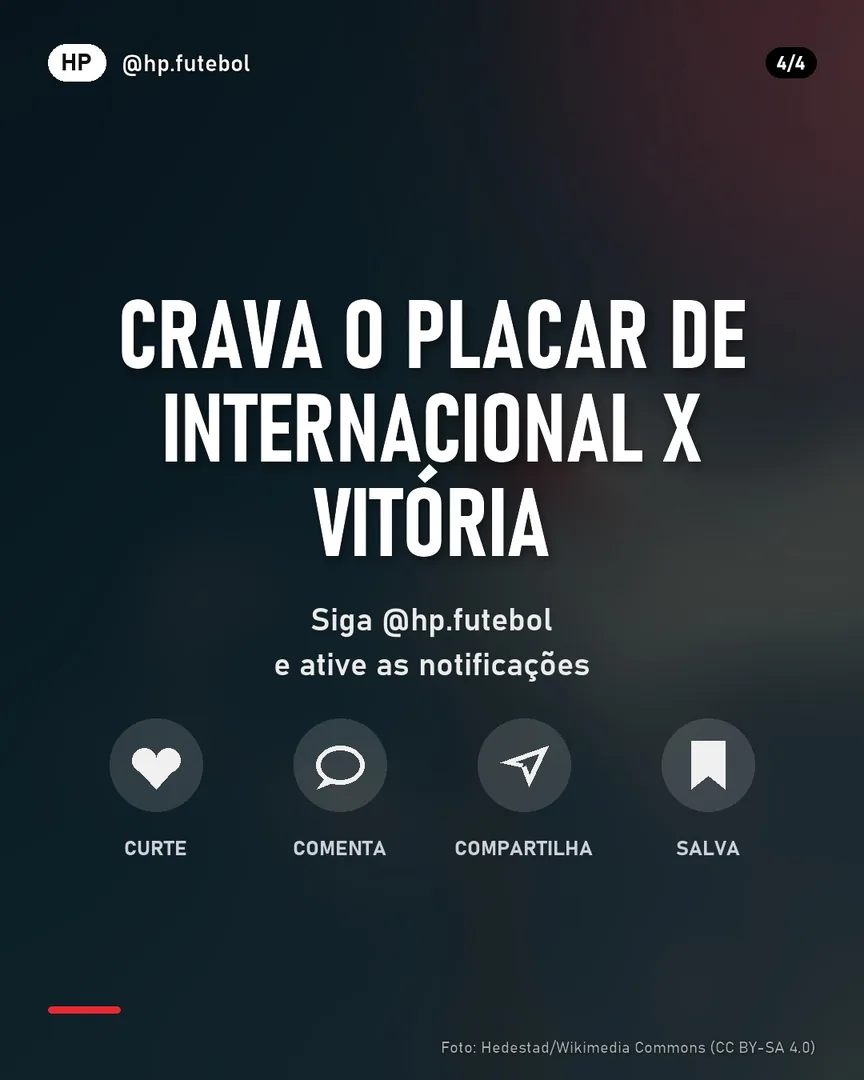 HP @hp.futebol 4/4
CRAVA O PLACAR DE
INTERNACIONAL X
VITÓRIA
Siga @hp.futebol
e ative as notificações
CURTE COMENTA COMPARTILHA SALVA
Foto: Hedestad/Wikimedia Commons (CC BY-SA 4.0)